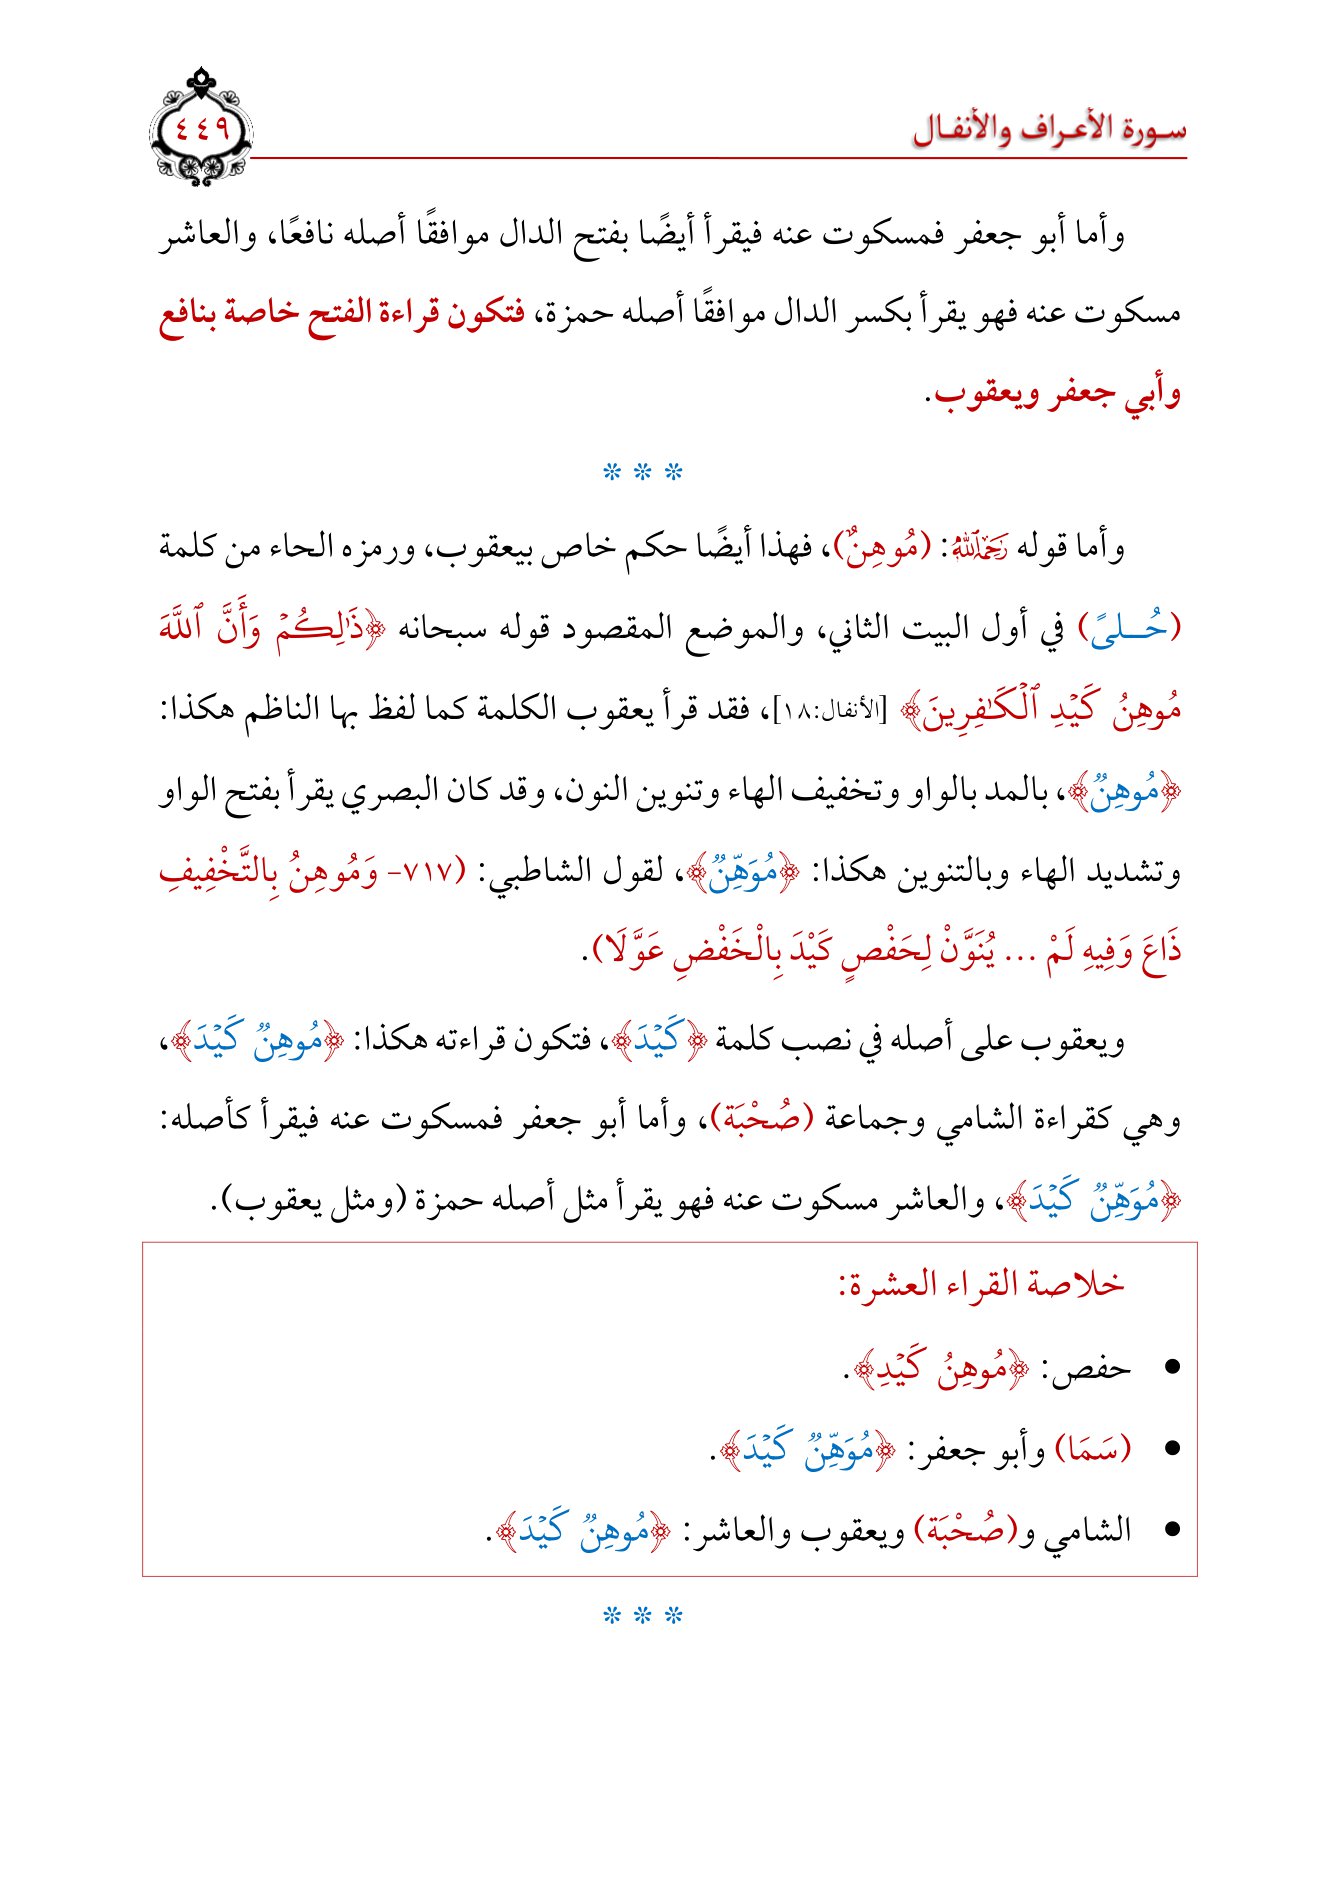 سـورة الأعـراف والأنفـال
٤٤٩
وأما أبو جعفر فمسكوت عنه فيقرأ أيضًا بفتح الدال موافقًا أصله نافعًا، والعاشر
مسكوت عنه فهو يقرأ بكسر الدال موافقًا أصله حمزة، فتكون قراءة الفتح خاصة بنافع
وأبي جعفر ويعقوب.
* * *
وأما قوله رَحِمَهُ ٱللَّهُ: (مُوهِنٌ)، فهذا أيضًا حكم خاص بيعقوب، ورمزه الحاء من كلمة
(حُــلىً) في أول البيت الثاني، والموضع المقصود قوله سبحانه ﴿ذَٰلِكُمۡ وَأَنَّ ٱللَّهَ
مُوهِنُ كَيۡدِ ٱلۡكَٰفِرِينَ﴾ [الأنفال:١٨]، فقد قرأ يعقوب الكلمة كما لفظ بها الناظم هكذا:
﴿مُوهِنٞ﴾، بالمد بالواو وتخفيف الهاء وتنوين النون، وقد كان البصري يقرأ بفتح الواو
وتشديد الهاء وبالتنوين هكذا: ﴿مُوَهِّنٞ﴾، لقول الشاطبي: (٧١٧- وَمُوهِنُ بِالتَّخْفِيفِ
ذَاعَ وَفِيهِ لَمْ ... يُنَوَّنْ لِحَفْصٍ كَيْدَ بِالْخَفْضِ عَوَّلَا).
ويعقوب على أصله في نصب كلمة ﴿كَيۡدَ﴾، فتكون قراءته هكذا: ﴿مُوهِنٞ كَيۡدَ﴾،
وهي كقراءة الشامي وجماعة (صُحْبَة)، وأما أبو جعفر فمسكوت عنه فيقرأ كأصله:
﴿مُوَهِّنٞ كَيۡدَ﴾، والعاشر مسكوت عنه فهو يقرأ مثل أصله حمزة (ومثل يعقوب).
خلاصة القراء العشرة:
• حفص: ﴿مُوهِنُ كَيۡدِ﴾.
• (سَمَا) وأبو جعفر: ﴿مُوَهِّنٞ كَيۡدَ﴾.
• الشامي و(صُحْبَة) ويعقوب والعاشر: ﴿مُوهِنٞ كَيۡدَ﴾.
* * *